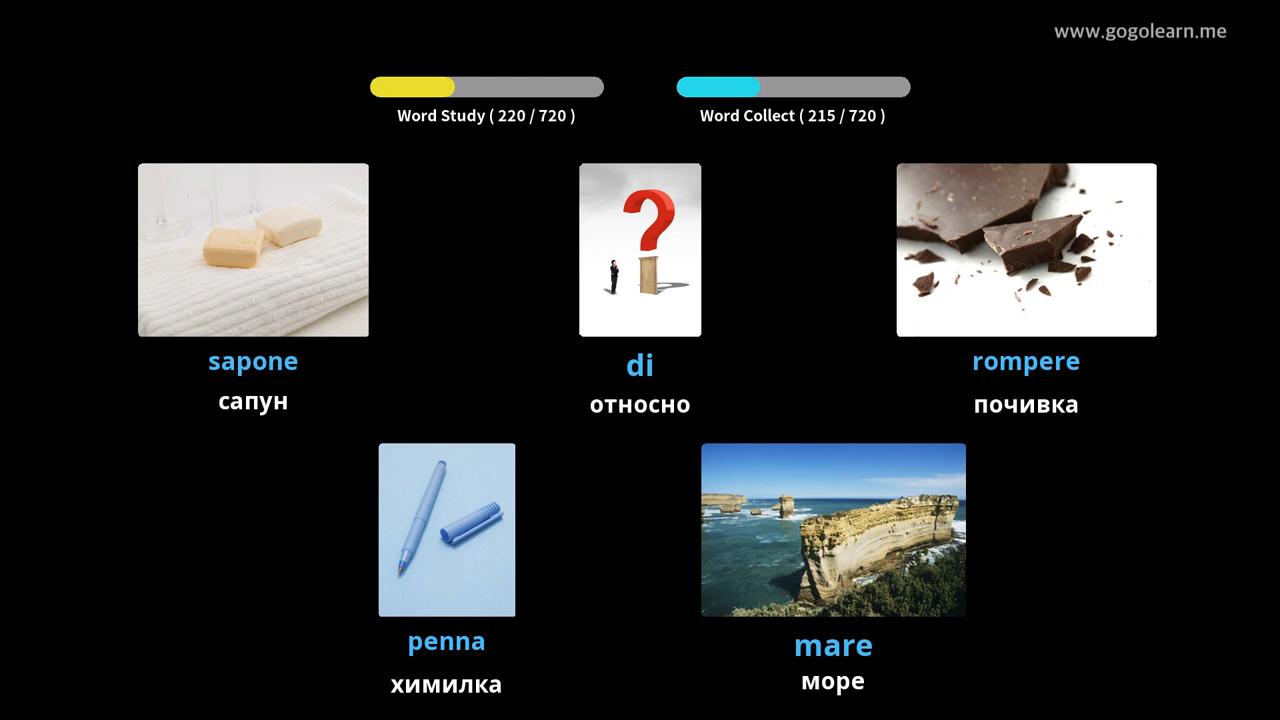 www.gogolearn.me
Word Study ( 220 / 720 )
Word Collect ( 215 / 720 )
sapone
сапун
di
относно
rompere
почивка
penna
химилка
mare
море